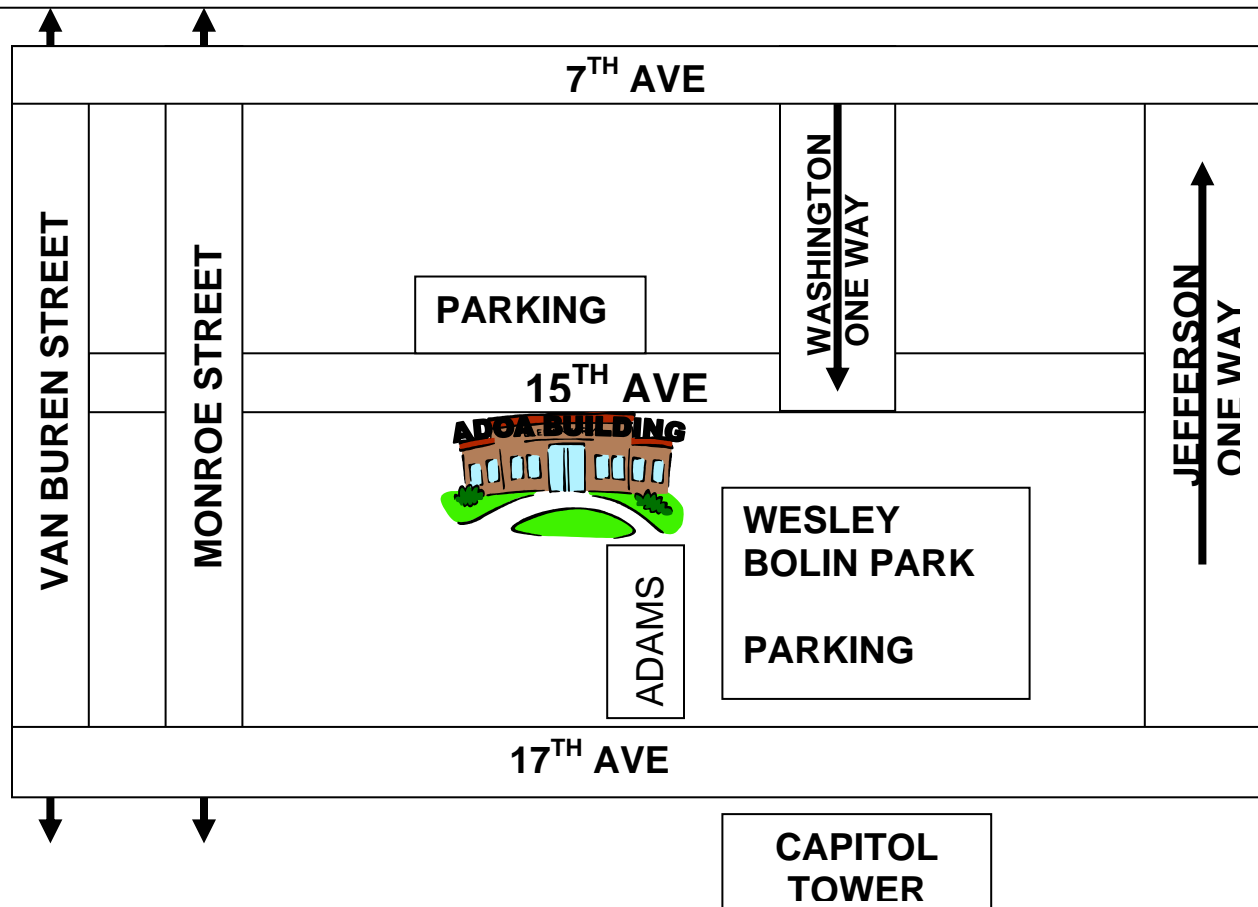 7TH AVE
VAN BUREN STREET
MONROE STREET
WASHINGTON
ONE WAY
JEFFERSON
ONE WAY
PARKING
15TH AVE
ADOA BUILDING
WESLEY
BOLIN PARK
PARKING
ADAMS
17TH AVE
CAPITOL
TOWER